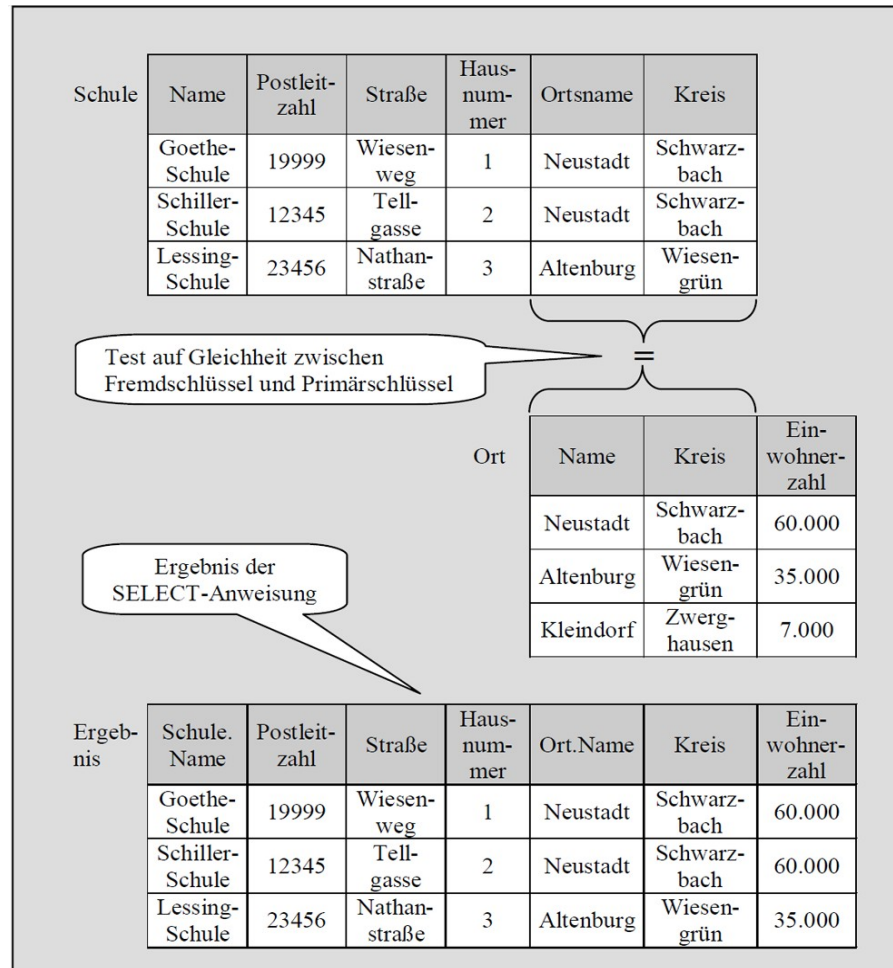 Schule Name Postleit- Straße Haus- Ortsname Kreis
zahl num-
mer
Goethe- 19999 Wiesen- 1 Neustadt Schwarz-
Schule weg bach
Schiller- 12345 Tell- 2 Neustadt Schwarz-
Schule gasse bach
Lessing- 23456 Nathan- 3 Altenburg Wiesen-
Schule straße grün
Test auf Gleichheit zwischen =
Fremdschlüssel und Primärschlüssel
Ort Name Kreis Ein-
wohner-
zahl
Neustadt Schwarz- 60.000
bach
Altenburg Wiesen- 35.000
grün
Kleindorf Zwerg- 7.000
hausen
Ergebnis der
SELECT-Anweisung
Ergeb- Schule. Postleit- Straße Haus- Ort.Name Kreis Ein-
nis Name zahl num- wohner-
mer zahl
Goethe- 19999 Wiesen- 1 Neustadt Schwarz- 60.000
Schule weg bach
Schiller- 12345 Tell- 2 Neustadt Schwarz- 60.000
Schule gasse bach
Lessing- 23456 Nathan- 3 Altenburg Wiesen- 35.000
Schule straße grün